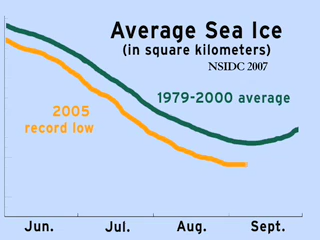 Average Sea Ice
(in square kilometers)
NSIDC 2007
1979-2000 average
2005
record low
Jun. Jul. Aug. Sept.